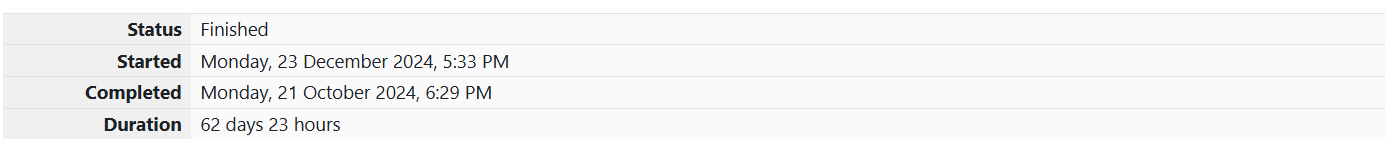 Status Finished
Started Monday, 23 December 2024, 5:33 PM
Completed Monday, 21 October 2024, 6:29 PM
Duration 62 days 23 hours